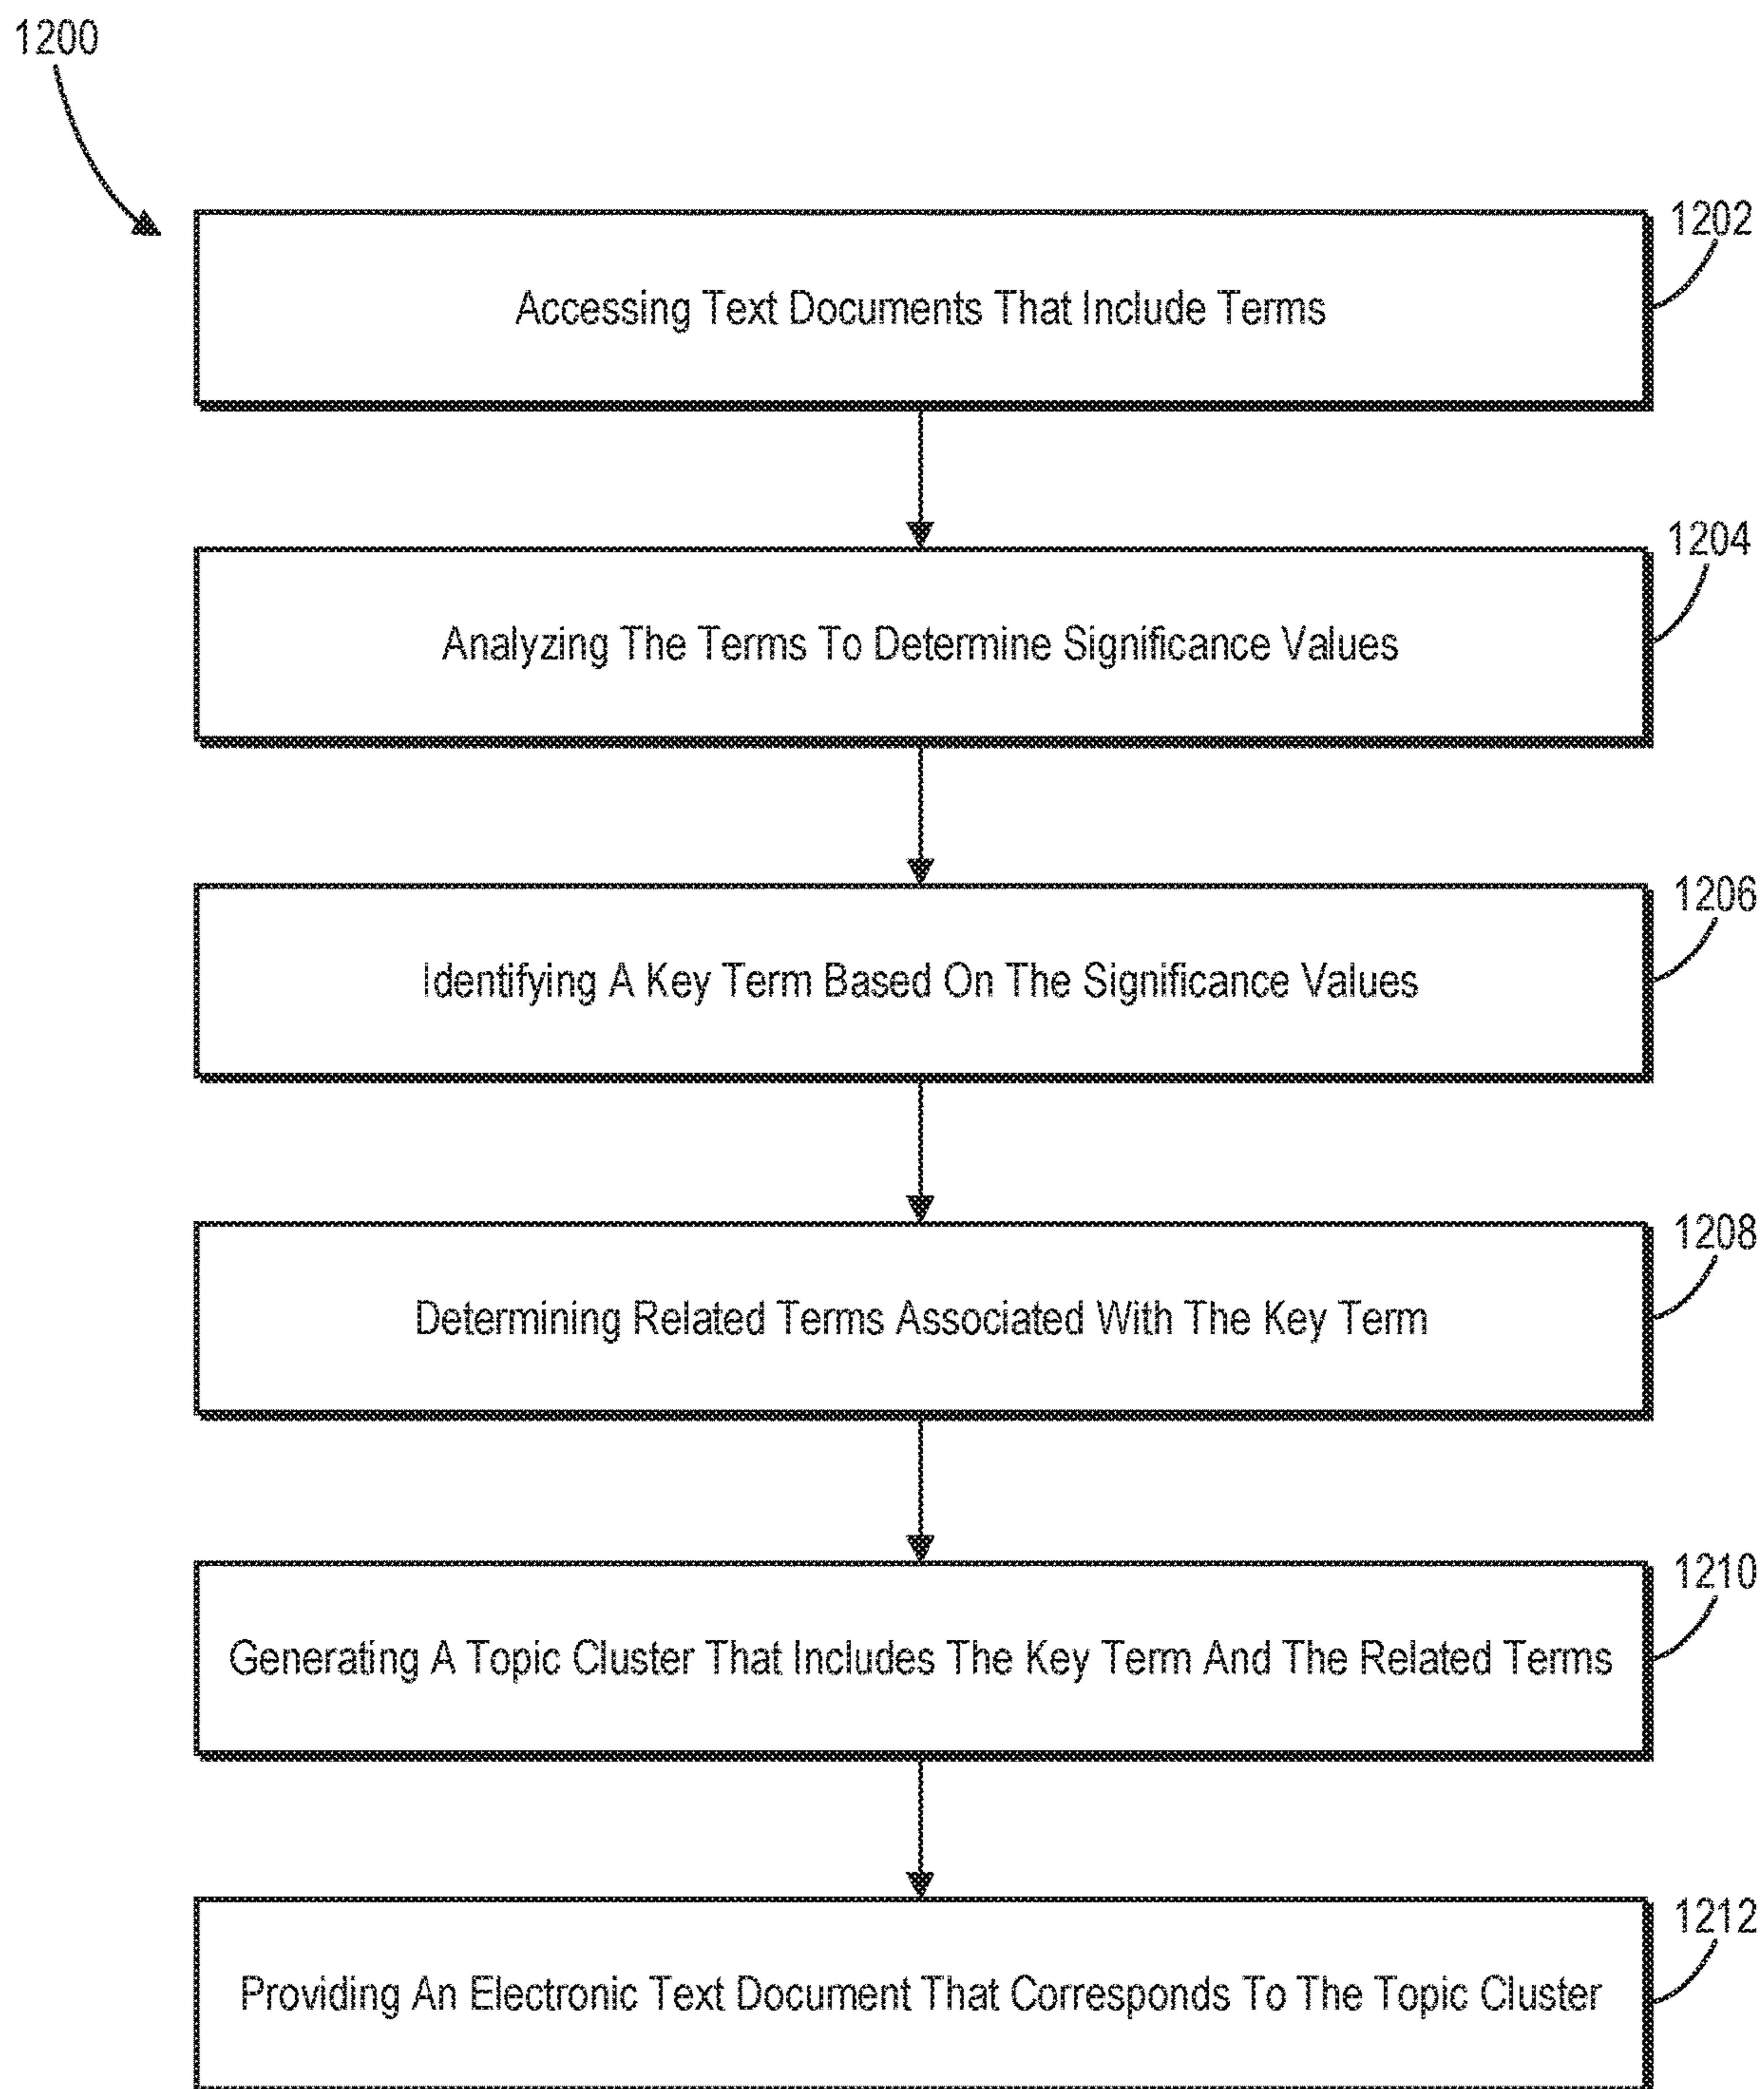 1200
1202
Accessing Text Documents That Include Terms
1204
Analyzing The Terms To Determine Significance Values
1206
Identifying A Key Term Based On The Significance Values
1208
Determining Related Terms Associated With The Key Term
1210
Generating A Topic Cluster That Includes The Key Term And The Related Terms
1212
Providing An Electronic Text Document That Corresponds To The Topic Cluster